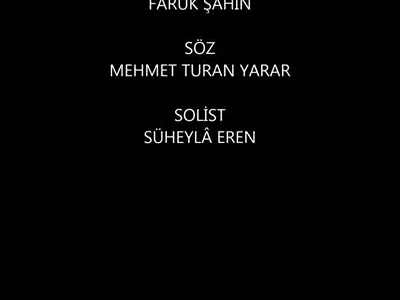 FARUK ŞAHİN
SÖZ
MEHMET TURAN YARAR
SOLİST
SÜHEYLÂ EREN